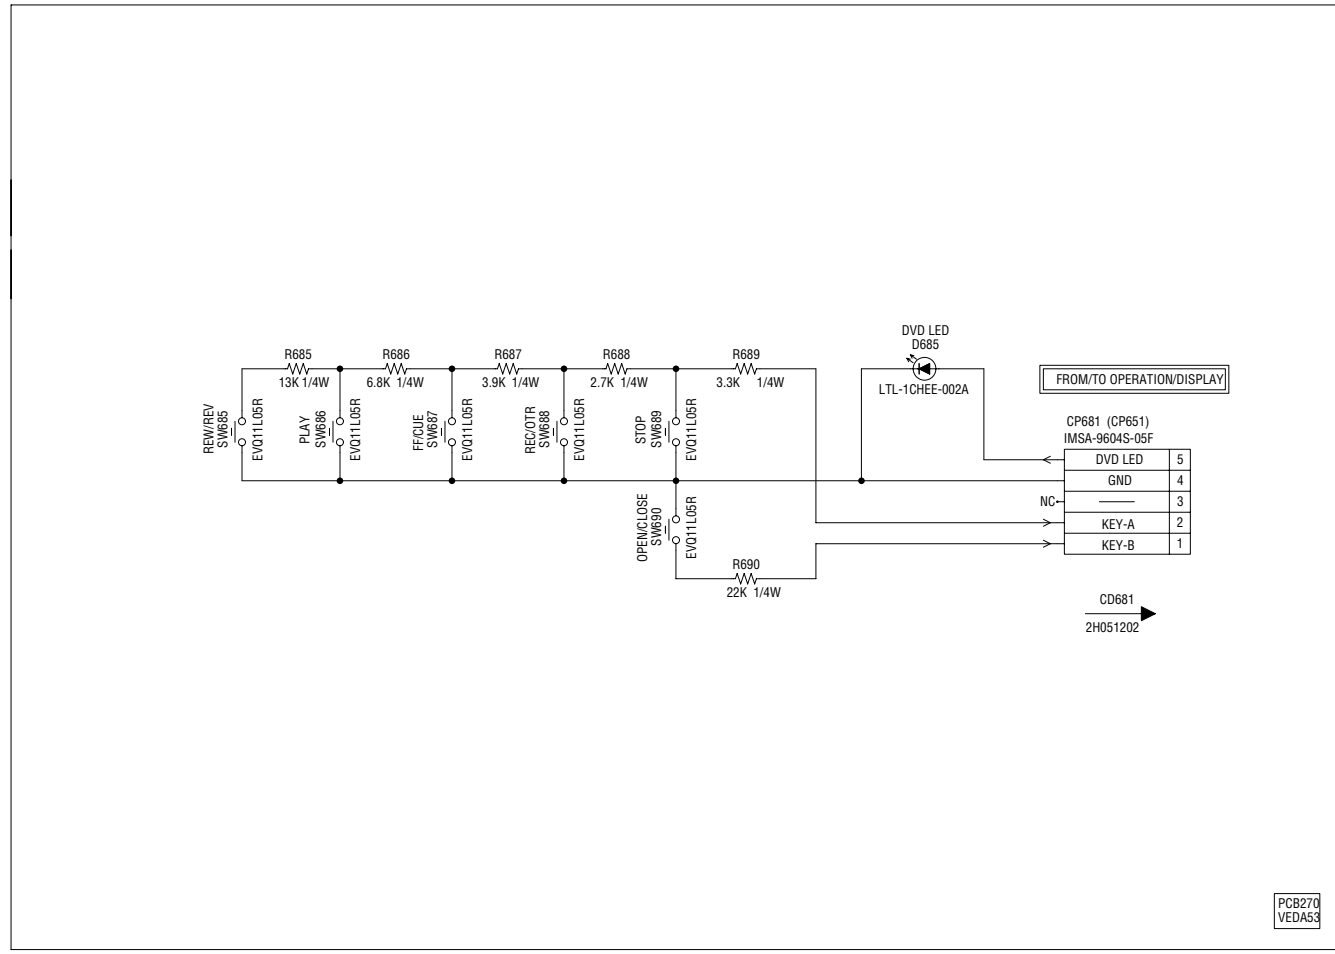 DVD LED
D685
LTL-1CHEE-002A
R685
13K 1/4W
R686
6.8K 1/4W
R687
3.9K 1/4W
R688
2.7K 1/4W
R689
3.3K 1/4W
FROM/TO OPERATION/DISPLAY
REW/REV
SW685
EVQ11L05R
PLAY
SW686
EVQ11L05R
FF/CUE
SW687
EVQ11L05R
REC/OTR
SW688
EVQ11L05R
STOP
SW689
EVQ11L05R
CP681 (CP651)
IMSA-9604S-05F
DVD LED 5
GND 4
NC 3
KEY-A 2
KEY-B 1
OPEN/CLOSE
SW690
EVQ11L05R
R690
22K 1/4W
CD681
2H051202
PCB270
VEDA53